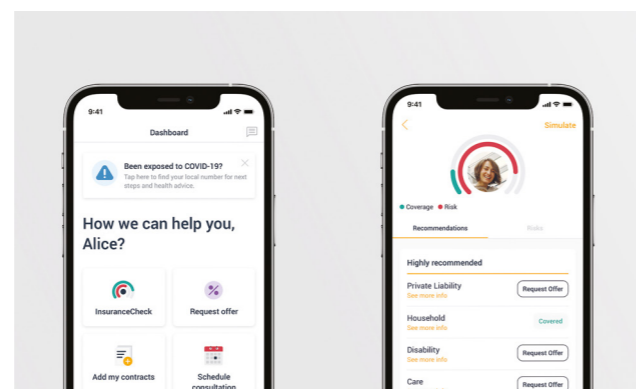 9:41
Dashboard
Been exposed to COVID-19?
Tap here to find your local number for next
steps and health advice.
How we can help you,
Alice?
InsuranceCheck
Request offer
Add my contracts
Schedule
consultation
9:41
Simulate
Coverage
Risk
Recommendations
Risks
Highly recommended
Private Liability
See more info
Request Offer
Household
See more info
Covered
Disability
See more info
Request Offer
Care
Request Offer